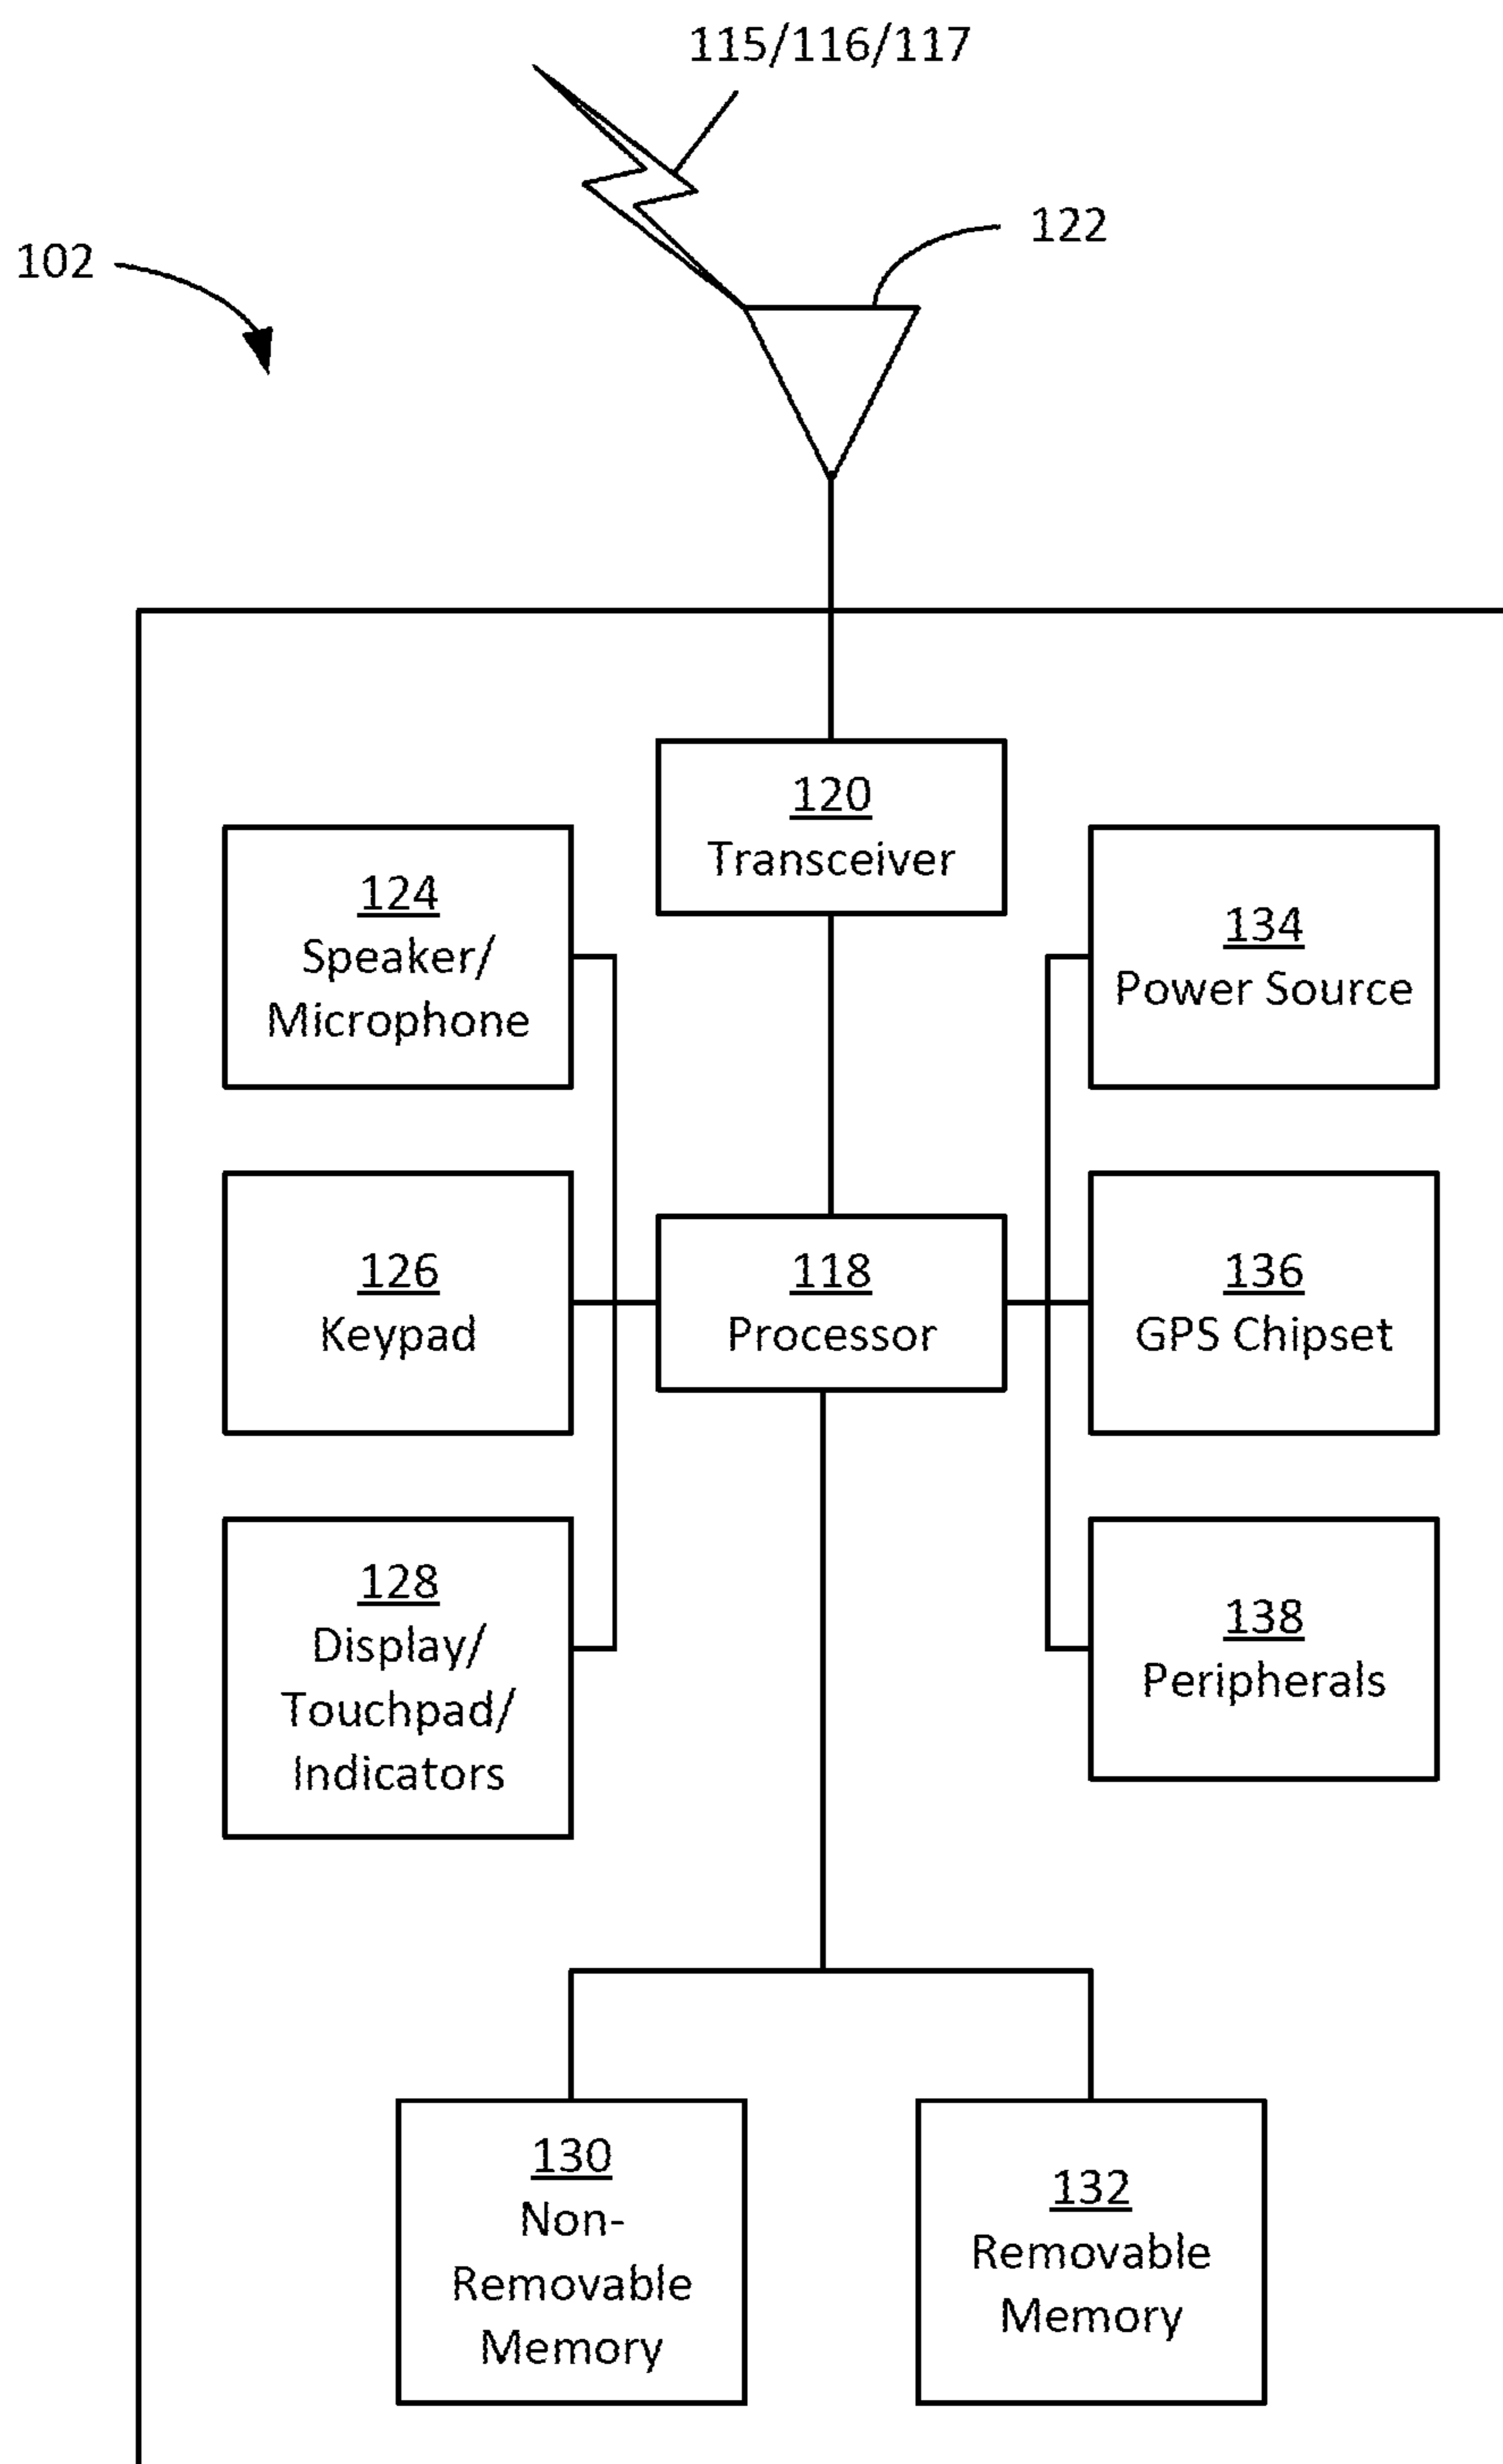 115/116/117
122
102
120
Transceiver
124
Speaker/
Microphone
134
Power Source
126
Keypad
118
Processor
136
GPS Chipset
128
Display/
Touchpad/
Indicators
138
Peripherals
130
Non-
Removable
Memory
132
Removable
Memory